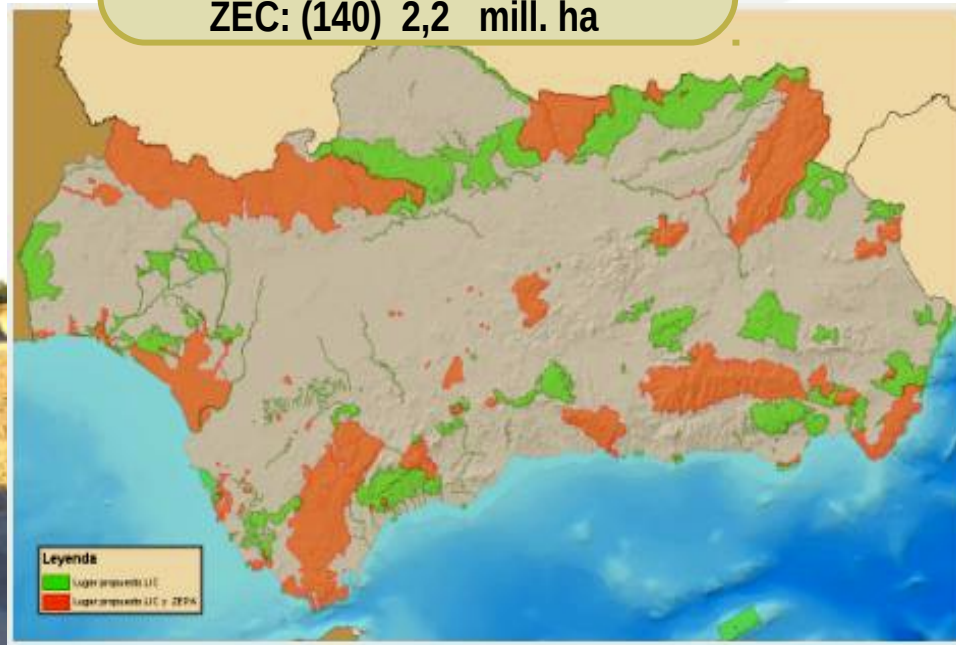 ZEC: (140) 2,2 mill. ha
Leyenda
Lugar propuesto LIC
Lugar propuesto LIC y ZEPA